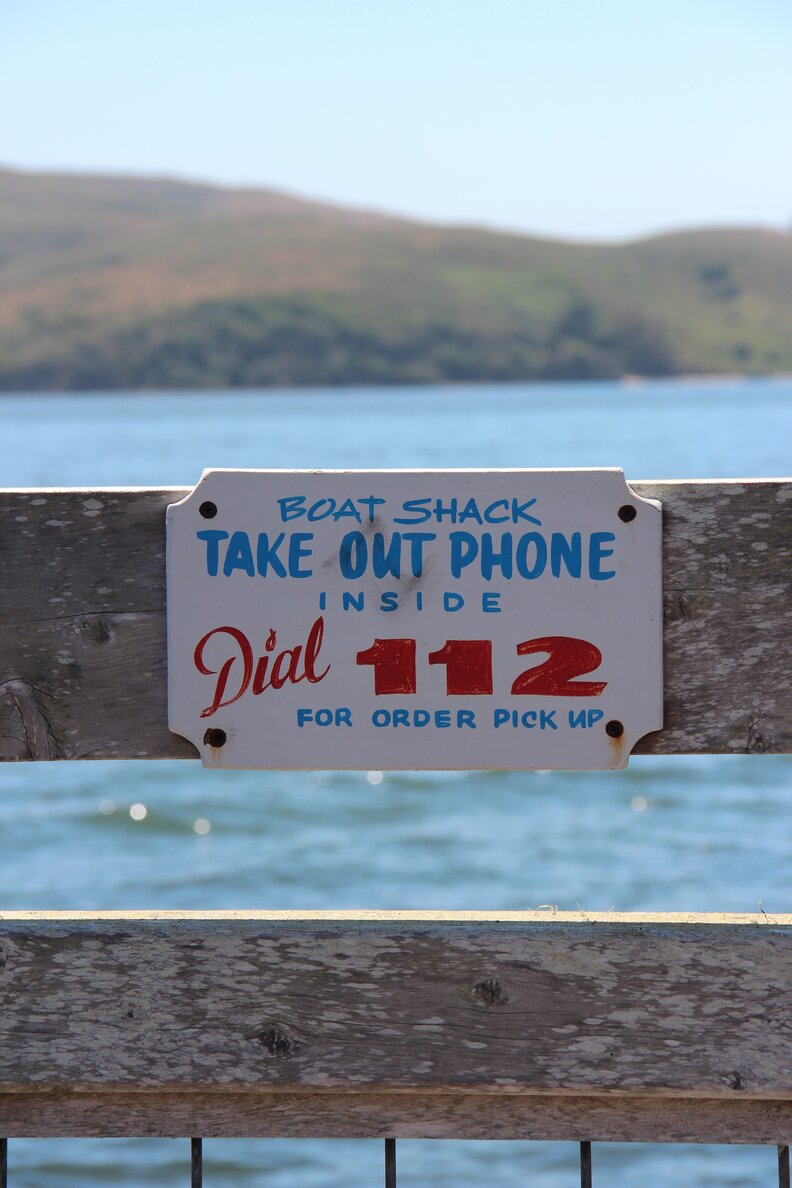 BOAT SHACK
TAKE OUT PHONE
INSIDE
Dial 112
FOR ORDER PICK UP